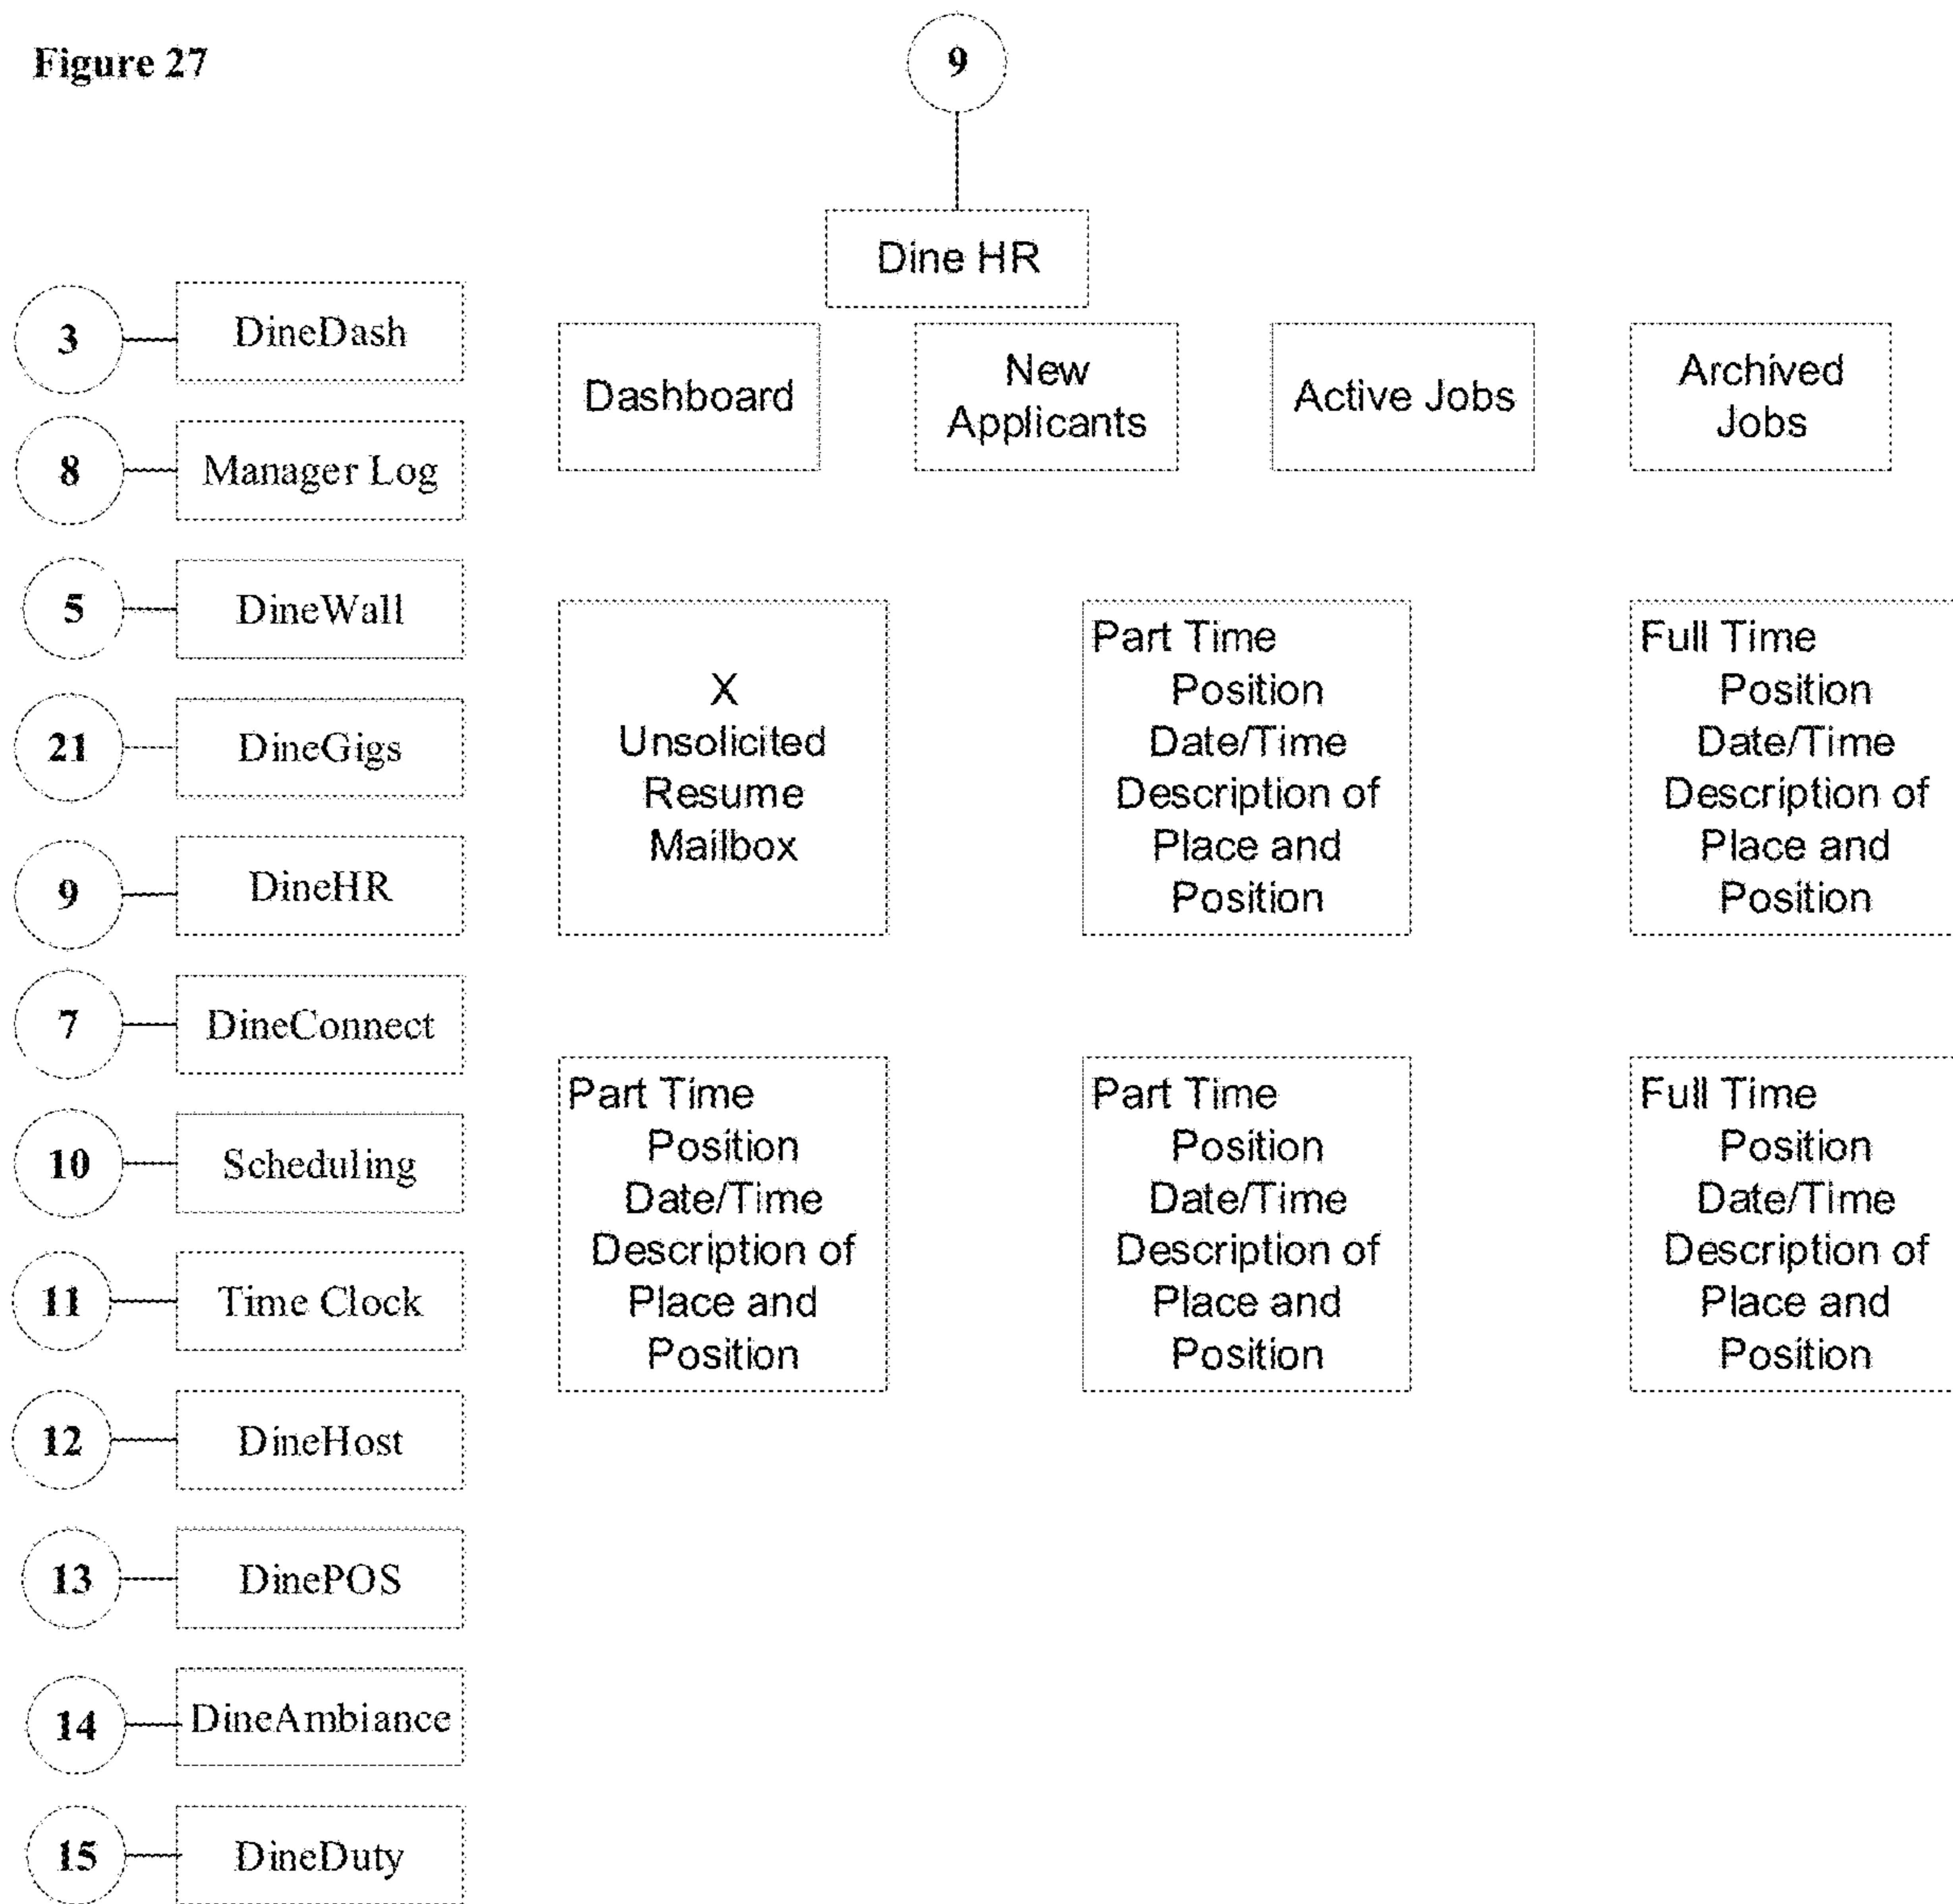 Figure 27
9
Dine HR
3
DineDash
8
Manager Log
5
DineWall
21
DineGigs
9
DineHR
7
DineConnect
10
Scheduling
11
Time Clock
12
DineHost
13
DinePOS
14
DineAmbiance
15
DineDuty
Dashboard
New
Applicants
Active Jobs
Archived
Jobs
X
Unsolicited
Resume
Mailbox
Part Time
Position
Date/Time
Description of
Place and
Position
Full Time
Position
Date/Time
Description of
Place and
Position
Part Time
Position
Date/Time
Description of
Place and
Position
Part Time
Position
Date/Time
Description of
Place and
Position
Full Time
Position
Date/Time
Description of
Place and
Position